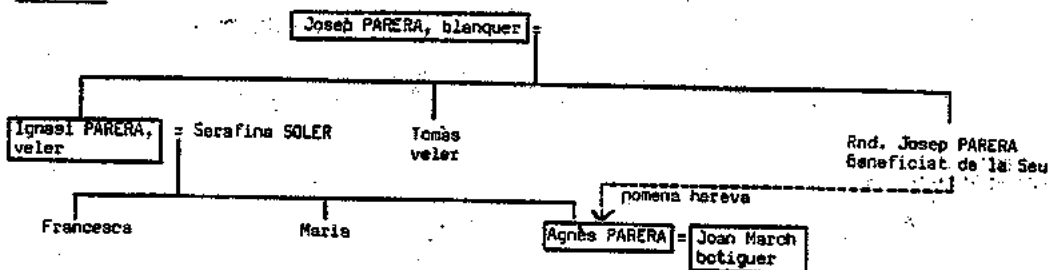 Josep PARERA, blanquer =
Ignasi PARERA, = Serafina SOLER
veler
Tomàs
veler
Rnd. Josep PARERA
Beneficiat de la Seu
nomena hereva
Francesca
Maria
Agnès PARERA = Joan March
botiguer